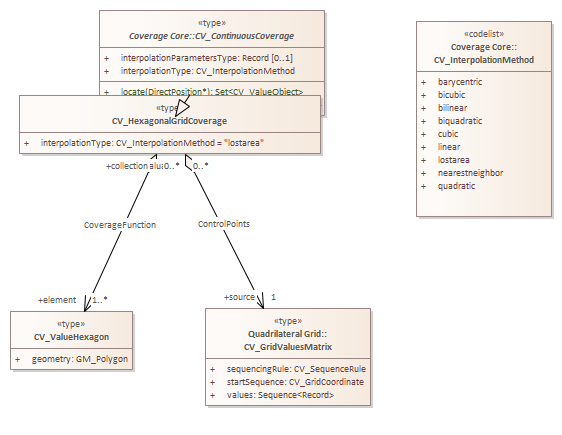 «type»
Coverage Core::CV_ContinuousCoverage
+ interpolationParametersType: Record [0..1]
+ interpolationType: CV_InterpolationMethod
+ locate(DirectPosition*): Set<CV_ValueObject>
«type»
CV_HexagonalGridCoverage
+ interpolationType: CV_InterpolationMethod = "lostarea"
+collection
0..*
0..*
CoverageFunction
ControlPoints
+element
1..*
+source
1
«type»
CV_ValueHexagon
+ geometry: GM_Polygon
«type»
Quadrilateral Grid::
CV_GridValuesMatrix
+ sequencingRule: CV_SequenceRule
+ startSequence: CV_GridCoordinate
+ values: Sequence<Record>
«codelist»
Coverage Core::
CV_InterpolationMethod
+ barycentric
+ bicubic
+ bilinear
+ biquadratic
+ cubic
+ linear
+ lostarea
+ nearestneighbor
+ quadratic